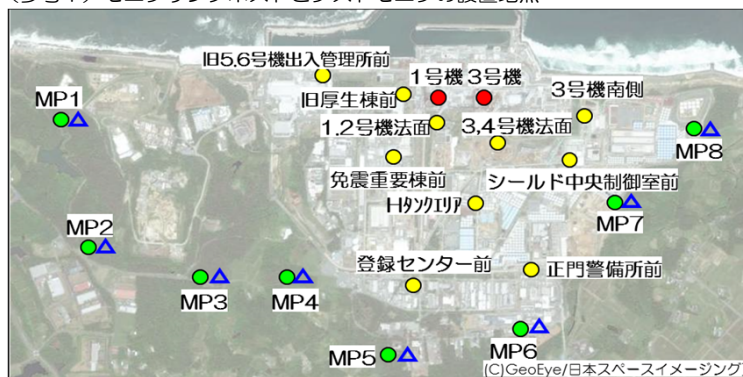 旧5,6号機出入管理所前
1号機 3号機
旧厚生棟前
3号機南側
MP1
1,2号機法面
3,4号機法面
MP8
免震重要棟前
シールド中央制御室前
Hタンクエリア
MP7
MP2
登録センター前
正門警備所前
MP3
MP4
MP6
MP5
(C)GeoEye/日本スペースイメージング